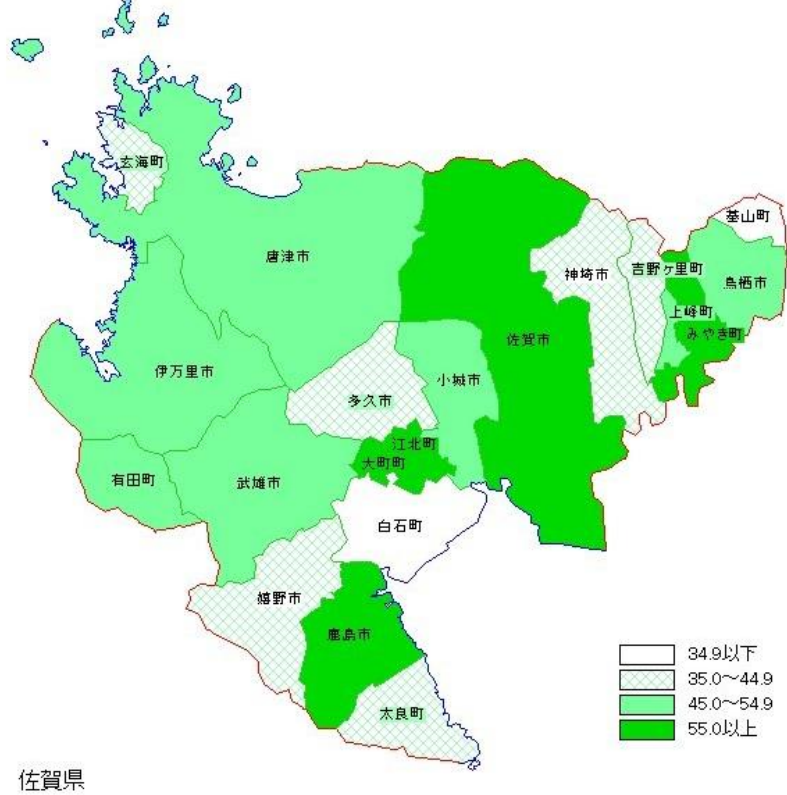 玄海町
基山町
唐津市
神埼市
吉野ヶ里町
鳥栖市
上峰町
みやき町
佐賀市
伊万里市
多久市
小城市
江北町
大町町
有田町
武雄市
白石町
嬉野市
鹿島市
太良町
34.9以下
35.0～44.9
45.0～54.9
55.0以上
佐賀県